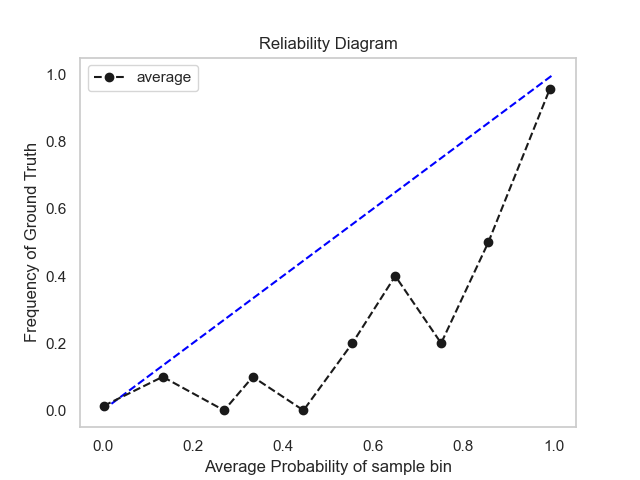 Reliability Diagram
average
Frequency of Ground Truth
1.0
0.8
0.6
0.4
0.2
0.0
0.0 0.2 0.4 0.6 0.8 1.0
Average Probability of sample bin